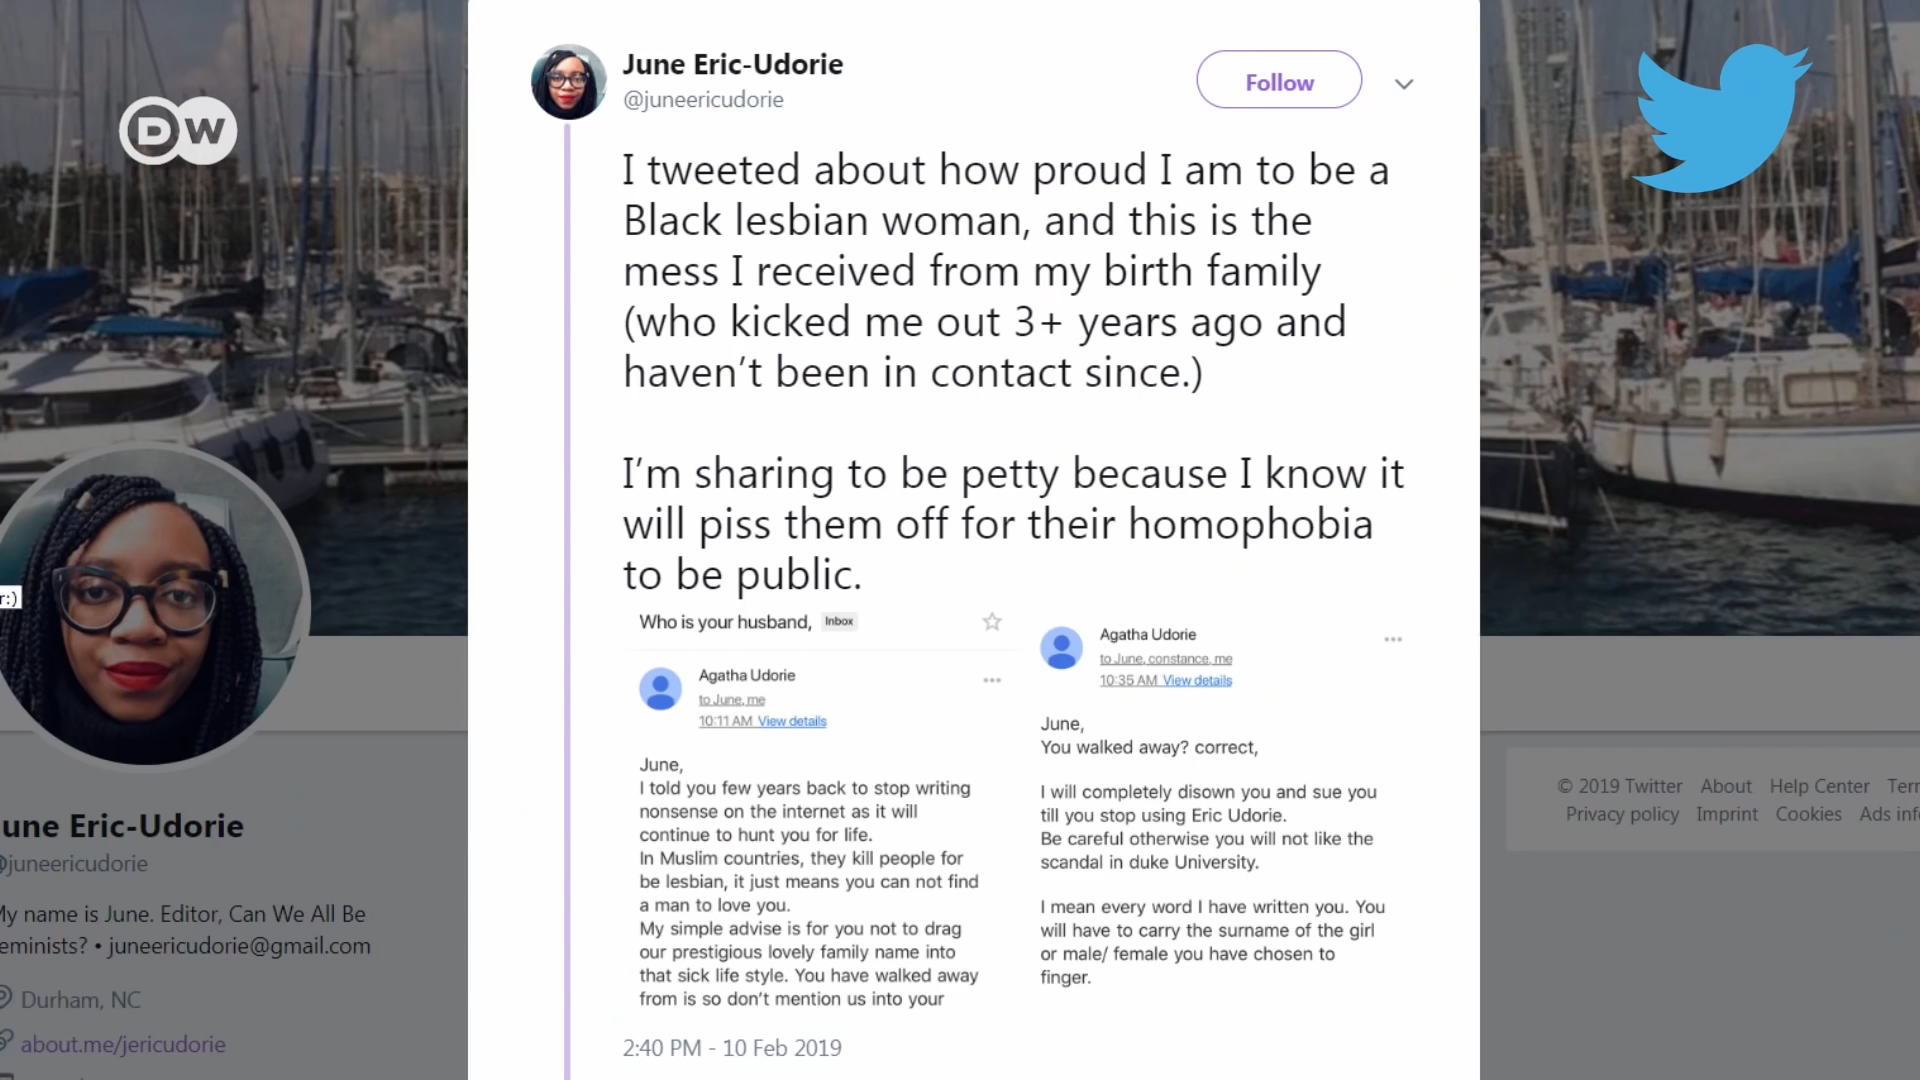 DW
June Eric-Udorie
@juneericudorie
Follow
I tweeted about how proud I am to be a
Black lesbian woman, and this is the
mess I received from my birth family
(who kicked me out 3+ years ago and
haven't been in contact since.)
I'm sharing to be petty because I know it
will piss them off for their homophobia
to be public.
Who is your husband, Inbox
Agatha Udorie
to June, me
10:11 AM View details
June,
I told you few years back to stop writing
nonsense on the internet as it will
continue to hunt you for life.
In Muslim countries, they kill people for
be lesbian, it just means you can not find
a man to love you.
My simple advise is for you not to drag
our prestigious lovely family name into
that sick life style. You have walked away
from is so don't mention us into your
Agatha Udorie
to June, constance, me
10:35 AM View details
June,
You walked away? correct,
I will completely disown you and sue you
till you stop using Eric Udorie.
Be careful otherwise you will not like the
scandal in duke University.
I mean every word I have written you. You
will have to carry the surname of the girl
or male/ female you have chosen to
finger.
2:40 PM - 10 Feb 2019
r:)
une Eric-Udorie
@juneericudorie
My name is June. Editor, Can We All Be
eminists? • juneericudorie@gmail.com
Durham, NC
about.me/jericudorie
© 2019 Twitter About Help Center Terr
Privacy policy Imprint Cookies Ads info